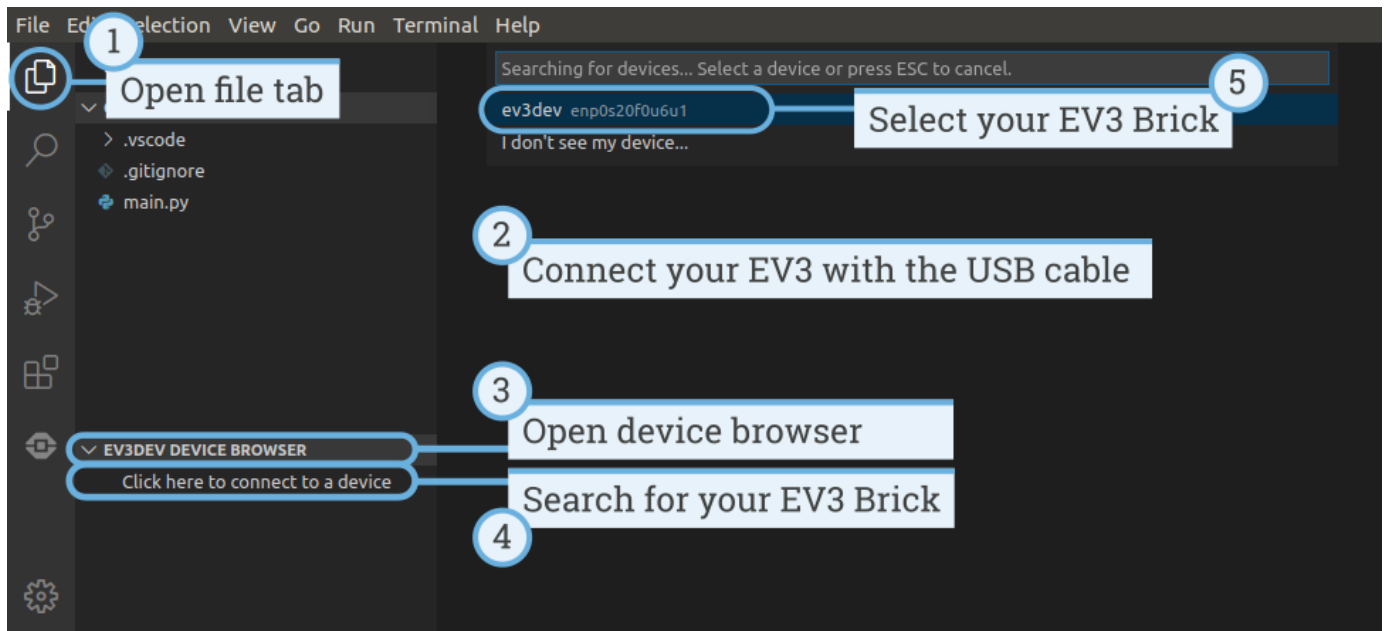 File Edit Selection View Go Run Terminal Help
1
Open file tab
Searching for devices... Select a device or press ESC to cancel.
5
ev3dev enp0s20f0u6u1
Select your EV3 Brick
I don't see my device...
.vscode
.gitignore
main.py
2
Connect your EV3 with the USB cable
3
Open device browser
EV3DEV DEVICE BROWSER
Click here to connect to a device
Search for your EV3 Brick
4